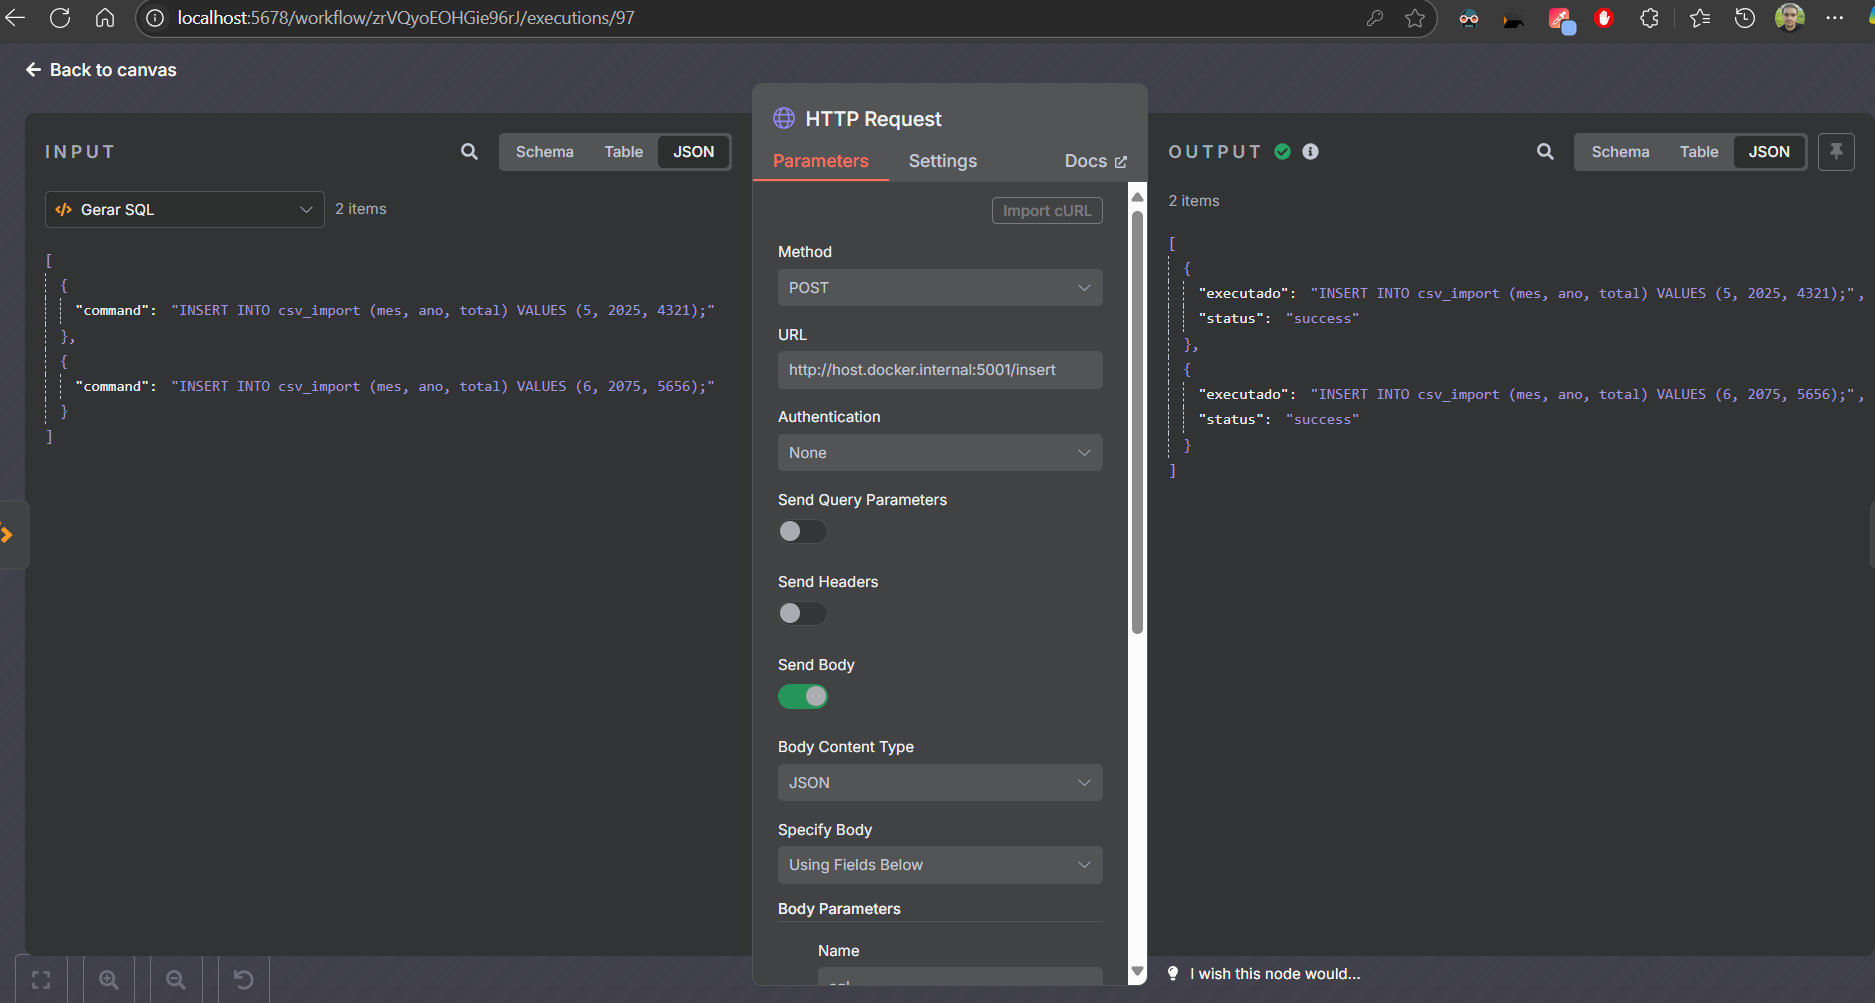 localhost:5678/workflow/zrVQyoEOHGie96rJ/executions/97
Back to canvas
INPUT
Schema
Table
JSON
Gerar SQL
2 items
[
{
"command": "INSERT INTO csv_import (mes, ano, total) VALUES (5, 2025, 4321);"
},
{
"command": "INSERT INTO csv_import (mes, ano, total) VALUES (6, 2075, 5656);"
}
]
HTTP Request
Parameters
Settings
Docs
Import cURL
Method
POST
URL
http://host.docker.internal:5001/insert
Authentication
None
Send Query Parameters
Send Headers
Send Body
Body Content Type
JSON
Specify Body
Using Fields Below
Body Parameters
Name
OUTPUT
Schema
Table
JSON
2 items
[
{
"executado": "INSERT INTO csv_import (mes, ano, total) VALUES (5, 2025, 4321);",
"status": "success"
},
{
"executado": "INSERT INTO csv_import (mes, ano, total) VALUES (6, 2075, 5656);",
"status": "success"
}
]
I wish this node would...